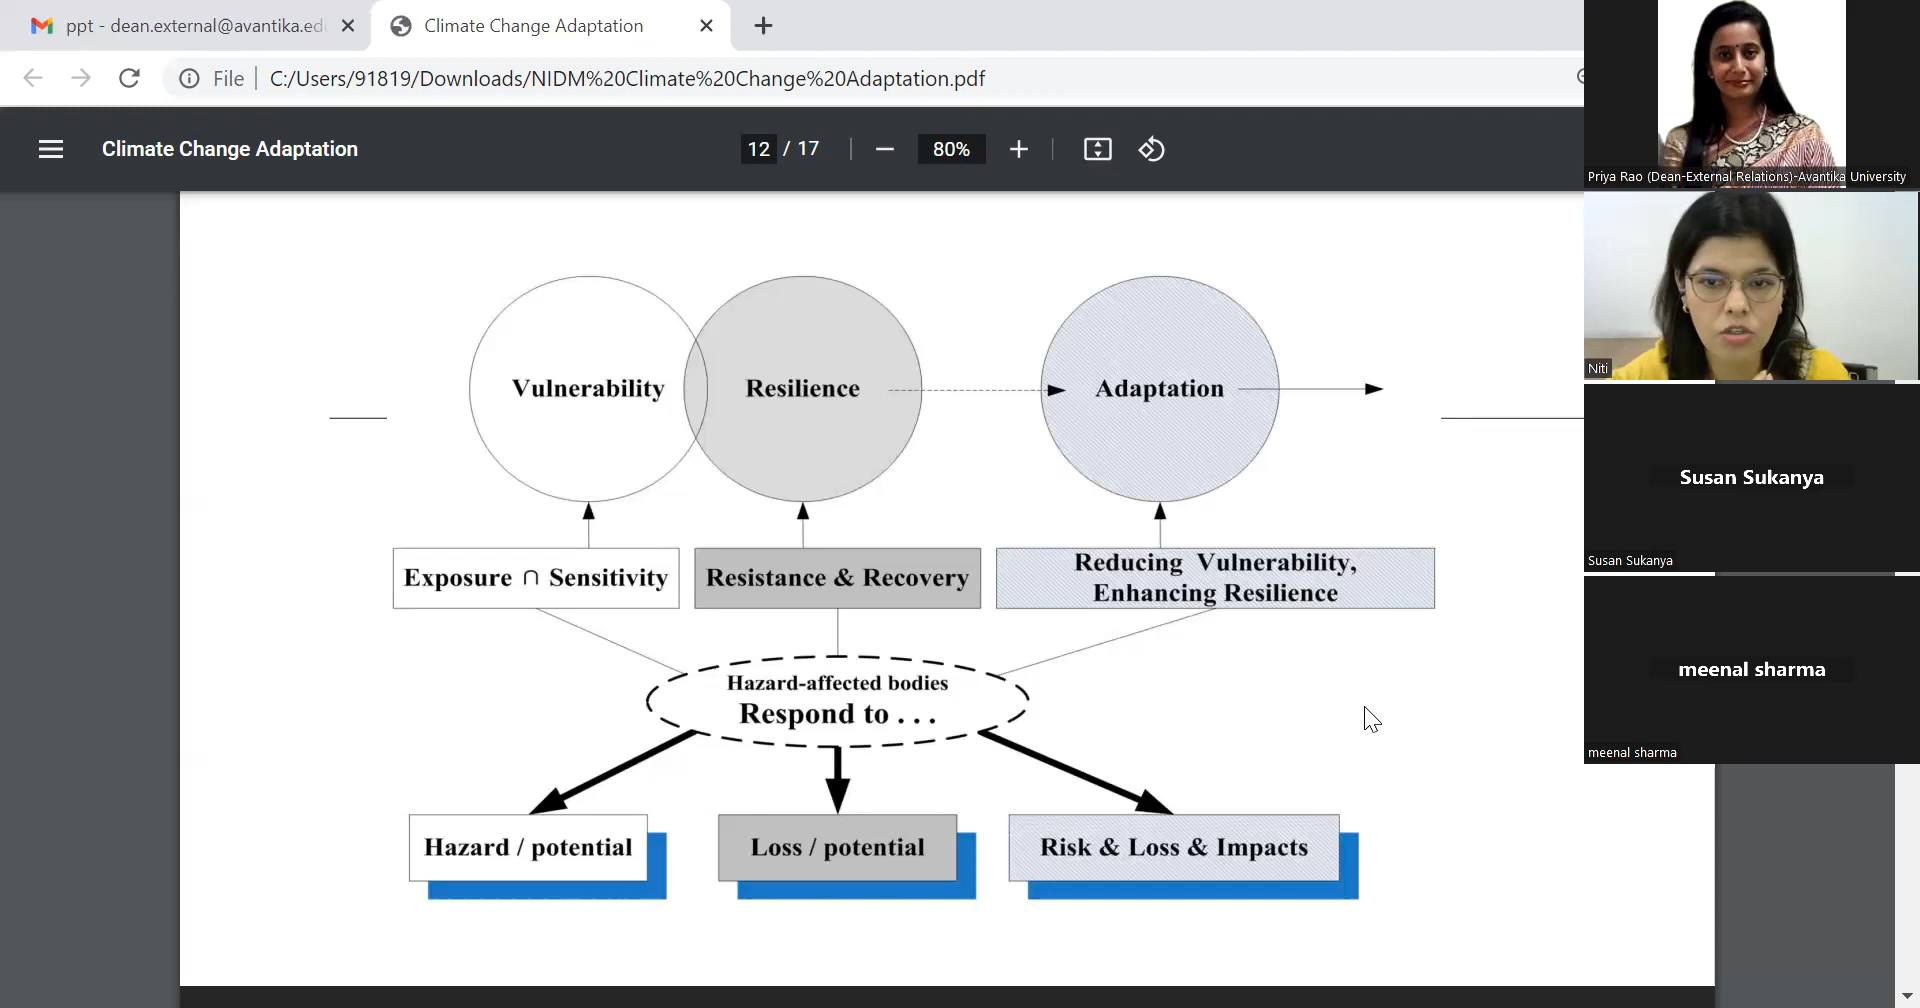 ppt - dean.external@avantika.ed
Climate Change Adaptation
File
C:/Users/91819/Downloads/NIDM%20Climate%20Change%20Adaptation.pdf
Climate Change Adaptation
12 / 17
80%
Priya Rao (Dean-External Relations)-Avantika University
Niti
Susan Sukanya
Susan Sukanya
meenal sharma
meenal sharma
Vulnerability
Resilience
Adaptation
Exposure ∩ Sensitivity
Resistance & Recovery
Reducing Vulnerability,
Enhancing Resilience
Hazard-affected bodies
Respond to . . .
Hazard / potential
Loss / potential
Risk & Loss & Impacts